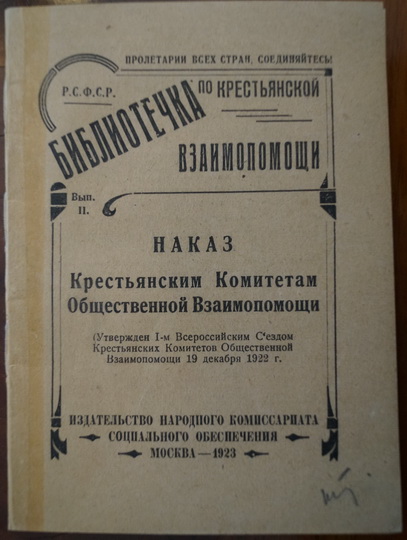 ПРОЛЕТАРИИ ВСЕХ СТРАН, СОЕДИНЯЙТЕСЬ!
Р.С.Ф.С.Р.
БИБЛИОТЕЧКА
ПО КРЕСТЬЯНСКОЙ
ВЗАИМОПОМОЩИ
Вып.
II.
НАКАЗ
Крестьянским Комитетам
Общественной Взаимопомощи
(Утвержден I-м Всероссийским С'ездом
Крестьянских Комитетов Общественной
Взаимопомощи 19 декабря 1922 г.
ИЗДАТЕЛЬСТВО НАРОДНОГО КОМИССАРИАТА
СОЦИАЛЬНОГО ОБЕСПЕЧЕНИЯ
МОСКВА — 1923